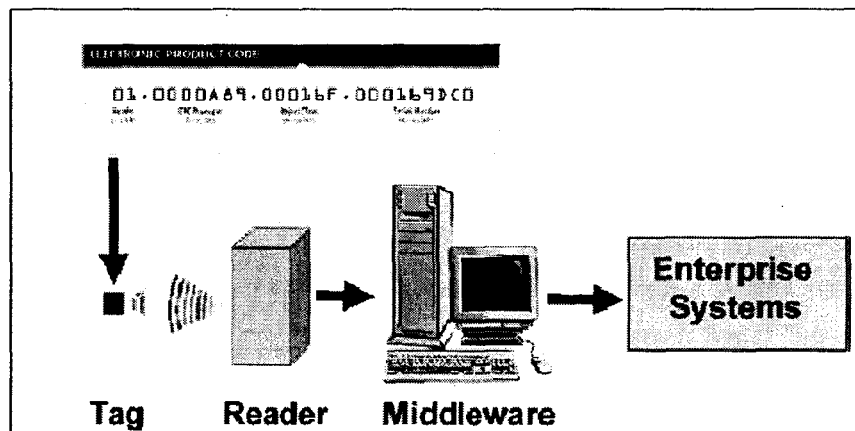 ELECTRONIC PRODUCT CODE
01.0000A89.00016F.000169DC0
Enterprise
Systems
Tag Reader Middleware